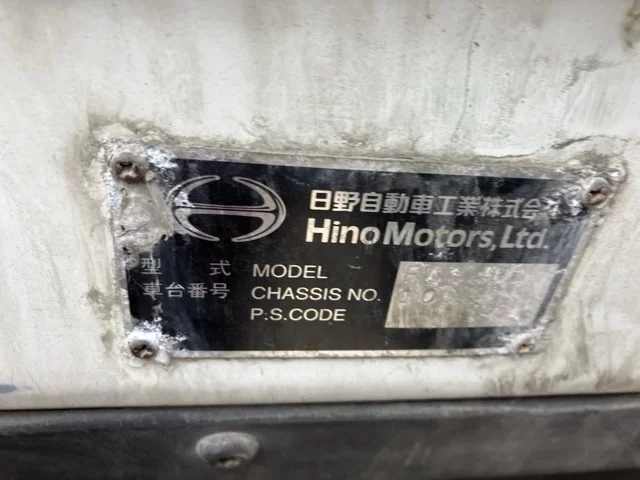 日野自動車工業株式会
Hino Motors, Ltd.
型 式 MODEL
車台番号 CHASSIS NO.
P.S.CODE